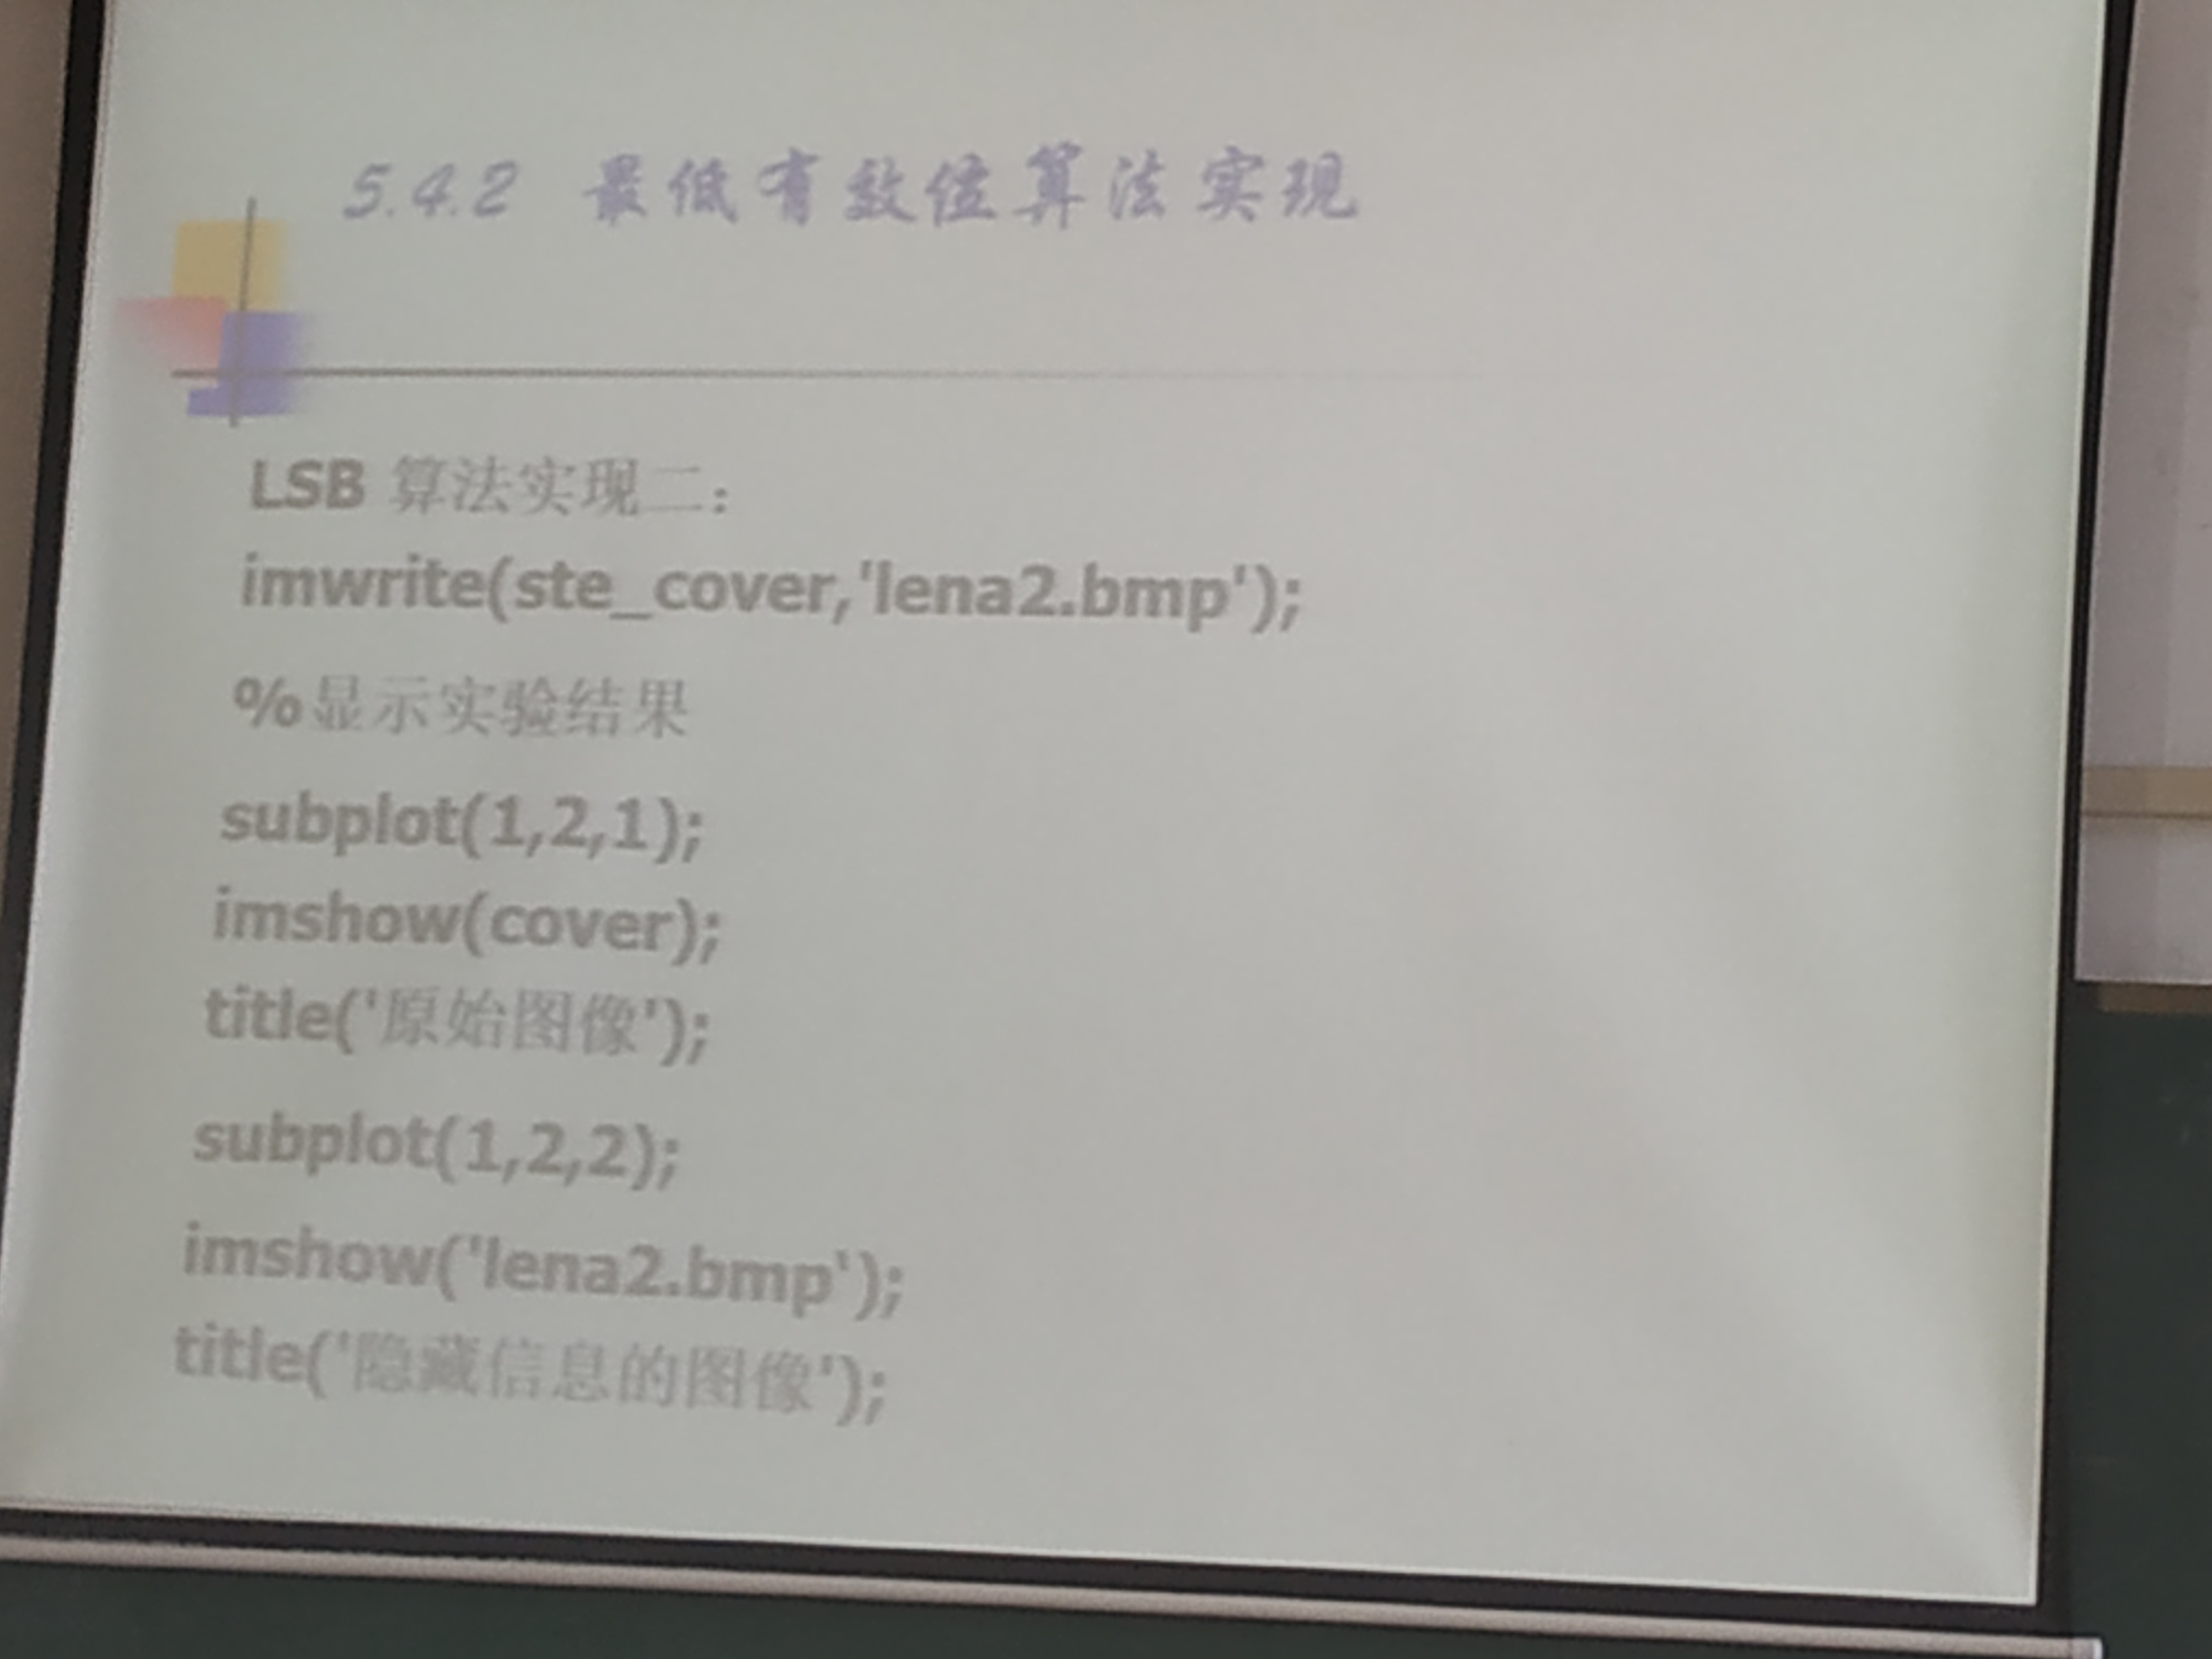 5.4.2 最低有效位算法实现
LSB 算法实现二：
imwrite(ste_cover,'lena2.bmp');
%显示实验结果
subplot(1,2,1);
imshow(cover);
title('原始图像');
subplot(1,2,2);
imshow('lena2.bmp');
title('隐藏信息的图像');